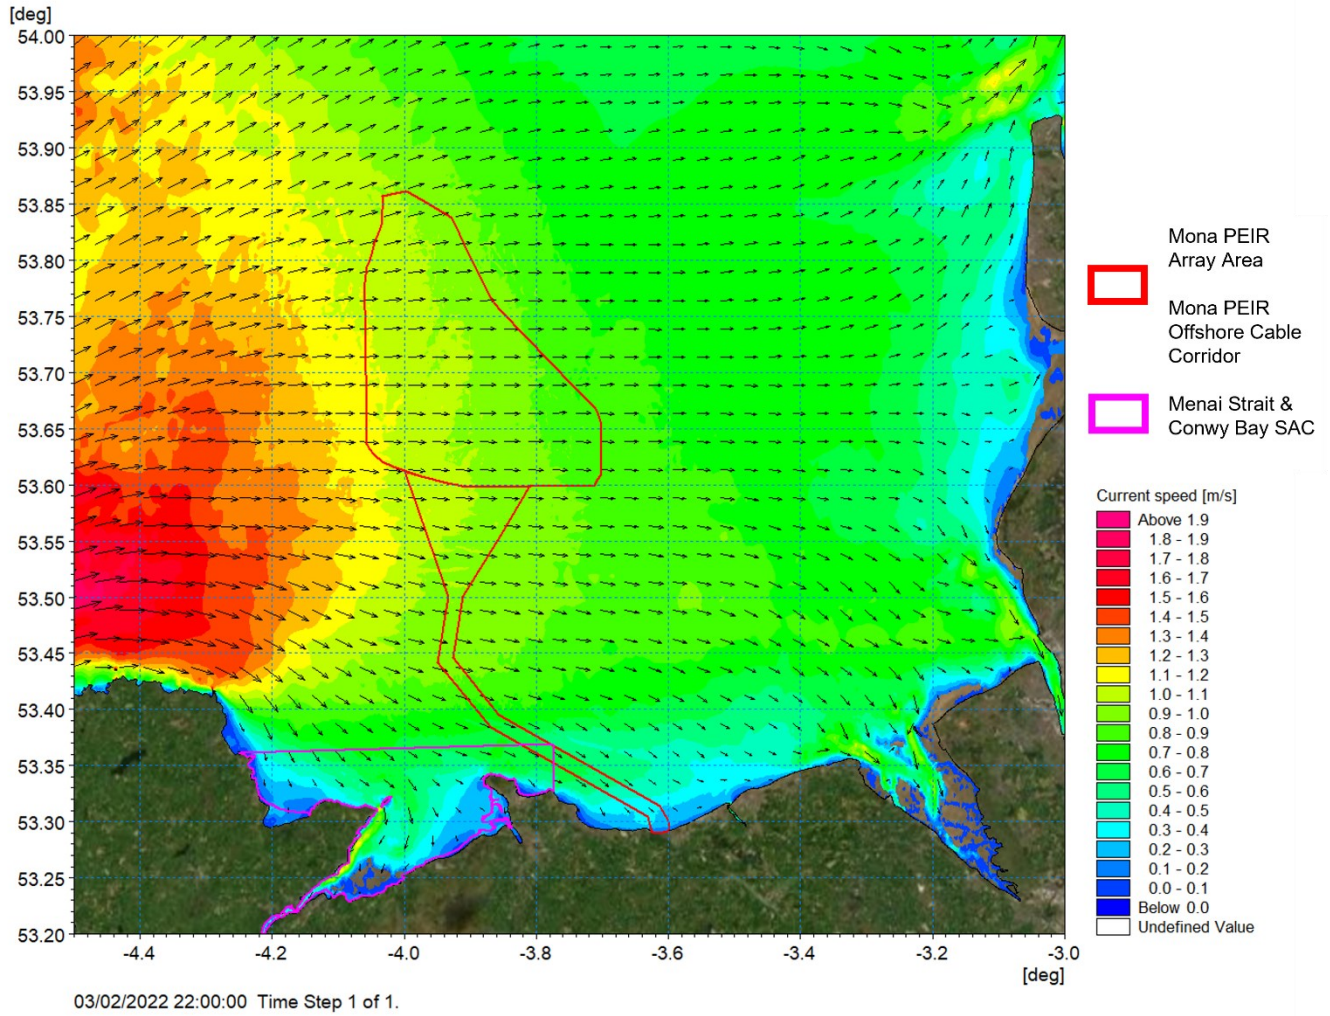 [deg]
54.00
53.95
53.90
53.85
53.80
53.75
53.70
53.65
53.60
53.55
53.50
53.45
53.40
53.35
53.30
53.25
53.20
-4.4
-4.2
-4.0
-3.8
-3.6
-3.4
-3.2
-3.0
[deg]
03/02/2022 22:00:00 Time Step 1 of 1.
Mona PEIR
Array Area
Mona PEIR
Offshore Cable
Corridor
Menai Strait &
Conwy Bay SAC
Current speed [m/s]
Above 1.9
1.8 - 1.9
1.7 - 1.8
1.6 - 1.7
1.5 - 1.6
1.4 - 1.5
1.3 - 1.4
1.2 - 1.3
1.1 - 1.2
1.0 - 1.1
0.9 - 1.0
0.8 - 0.9
0.7 - 0.8
0.6 - 0.7
0.5 - 0.6
0.4 - 0.5
0.3 - 0.4
0.2 - 0.3
0.1 - 0.2
0.0 - 0.1
Below 0.0
Undefined Value